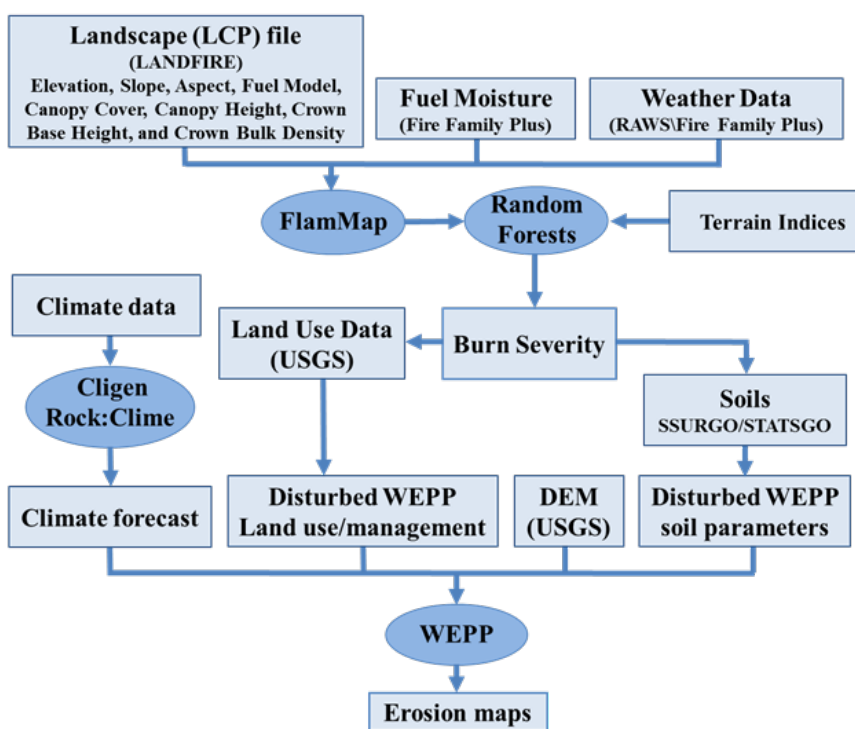 Landscape (LCP) file
(LANDFIRE)
Elevation, Slope, Aspect, Fuel Model,
Canopy Cover, Canopy Height, Crown
Base Height, and Crown Bulk Density
Fuel Moisture
(Fire Family Plus)
Weather Data
(RAWS\Fire Family Plus)
FlamMap
Random
Forests
Terrain Indices
Climate data
Land Use Data
(USGS)
Burn Severity
Cligen
Rock:Clime
Soils
SSURGO/STATSGO
Climate forecast
Disturbed WEPP
Land use/management
DEM
(USGS)
Disturbed WEPP
soil parameters
WEPP
Erosion maps